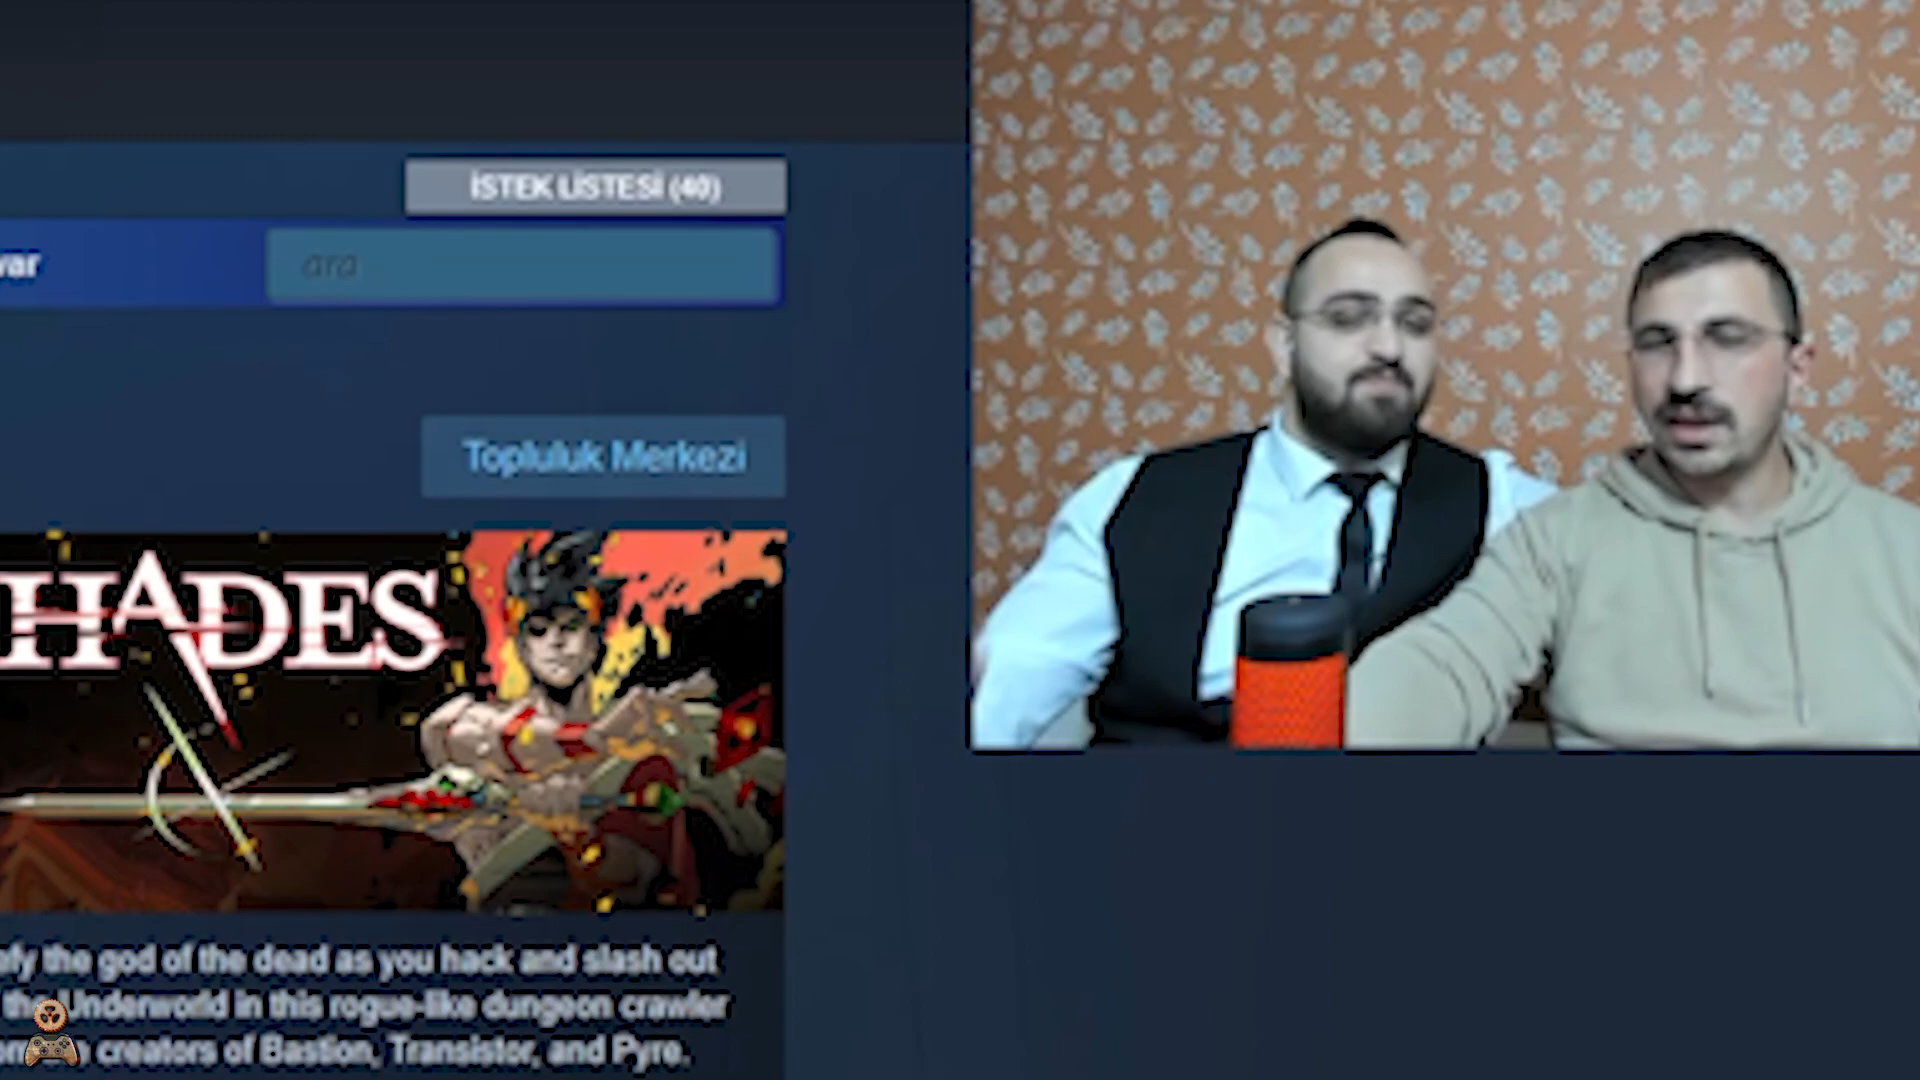 İSTEK LİSTESİ (40)
ara
Topluluk Merkezi
HADES
the god of the dead as you hack and slash out
the Underworld in this rogue-like dungeon crawler
creators of Bastion, Transistor, and Pyre.